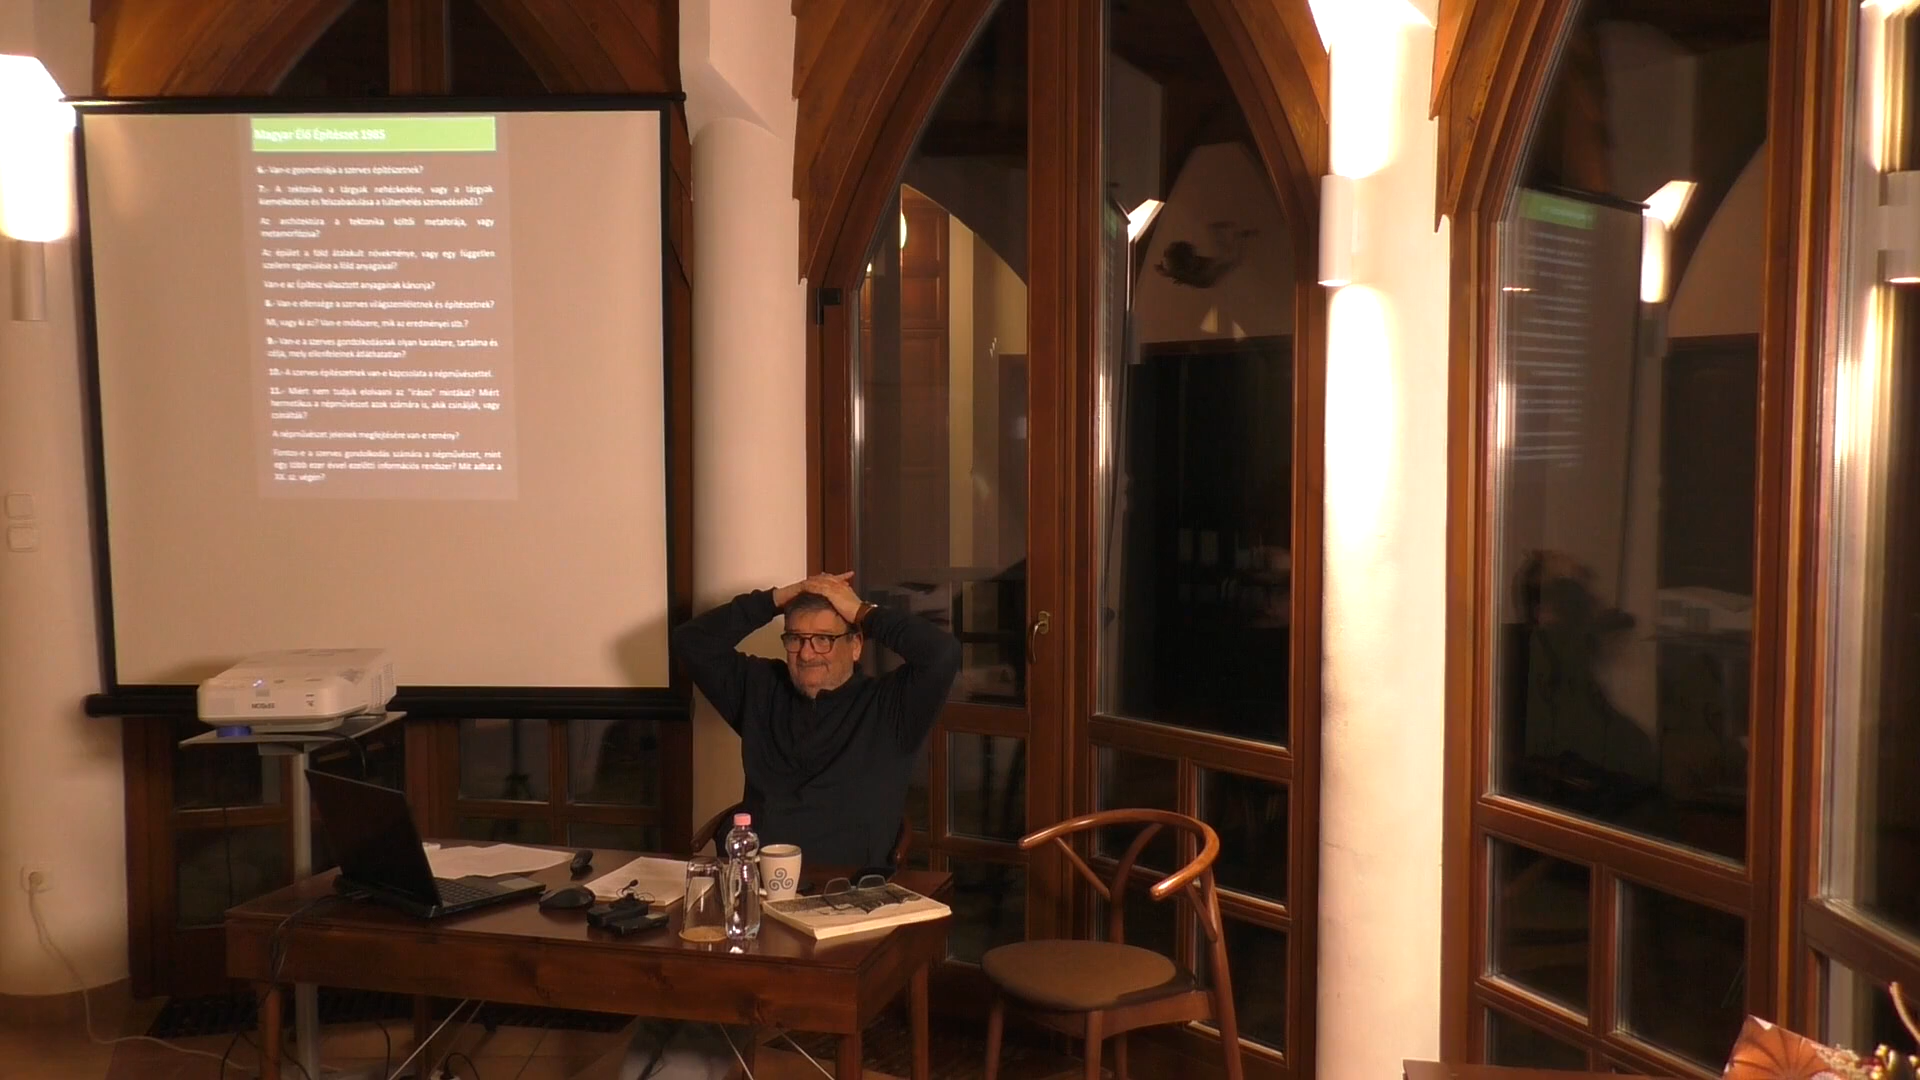 Magyar Élő Építészet 1985
6.- Van-e geometriája a szerves építészetnek?
7.- A tektonika a tárgyak nehézkedése, vagy a tárgyak
kiemelkedése és felszabadulása a túlterhelés szenvedéséből?
Az architektúra a tektonika költői metaforája, vagy
metamorfózisa?
Az épület a föld átalakult növekménye, vagy egy független
szellem egyesülése a föld anyagaival?
Van-e az Építész választott anyagainak kánonja?
8.- Van-e ellensége a szerves világszemléletnek és építészetnek?
Mi, vagy ki az? Van-e módszere, mik az eredményei stb.?
9.- Van-e a szerves gondolkodásnak olyan karaktere, tartalma és
célja, mely ellenfeleinek átláthatatlan?
10.- A szerves építészetnek van-e kapcsolata a népművészettel.
11.- Miért nem tudjuk elolvasni az "írásos" mintákat? Miért
hermetikus a népművészet azok számára is, akik csinálják, vagy
csinálták?
A népművészet jeleinek megfejtésére van-e remény?
Fontos-e a szerves gondolkodás számára a népművészet, mint
egy több ezer évvel ezelőtti információs rendszer? Mit adhat a
XX. sz. végén?
EPSON